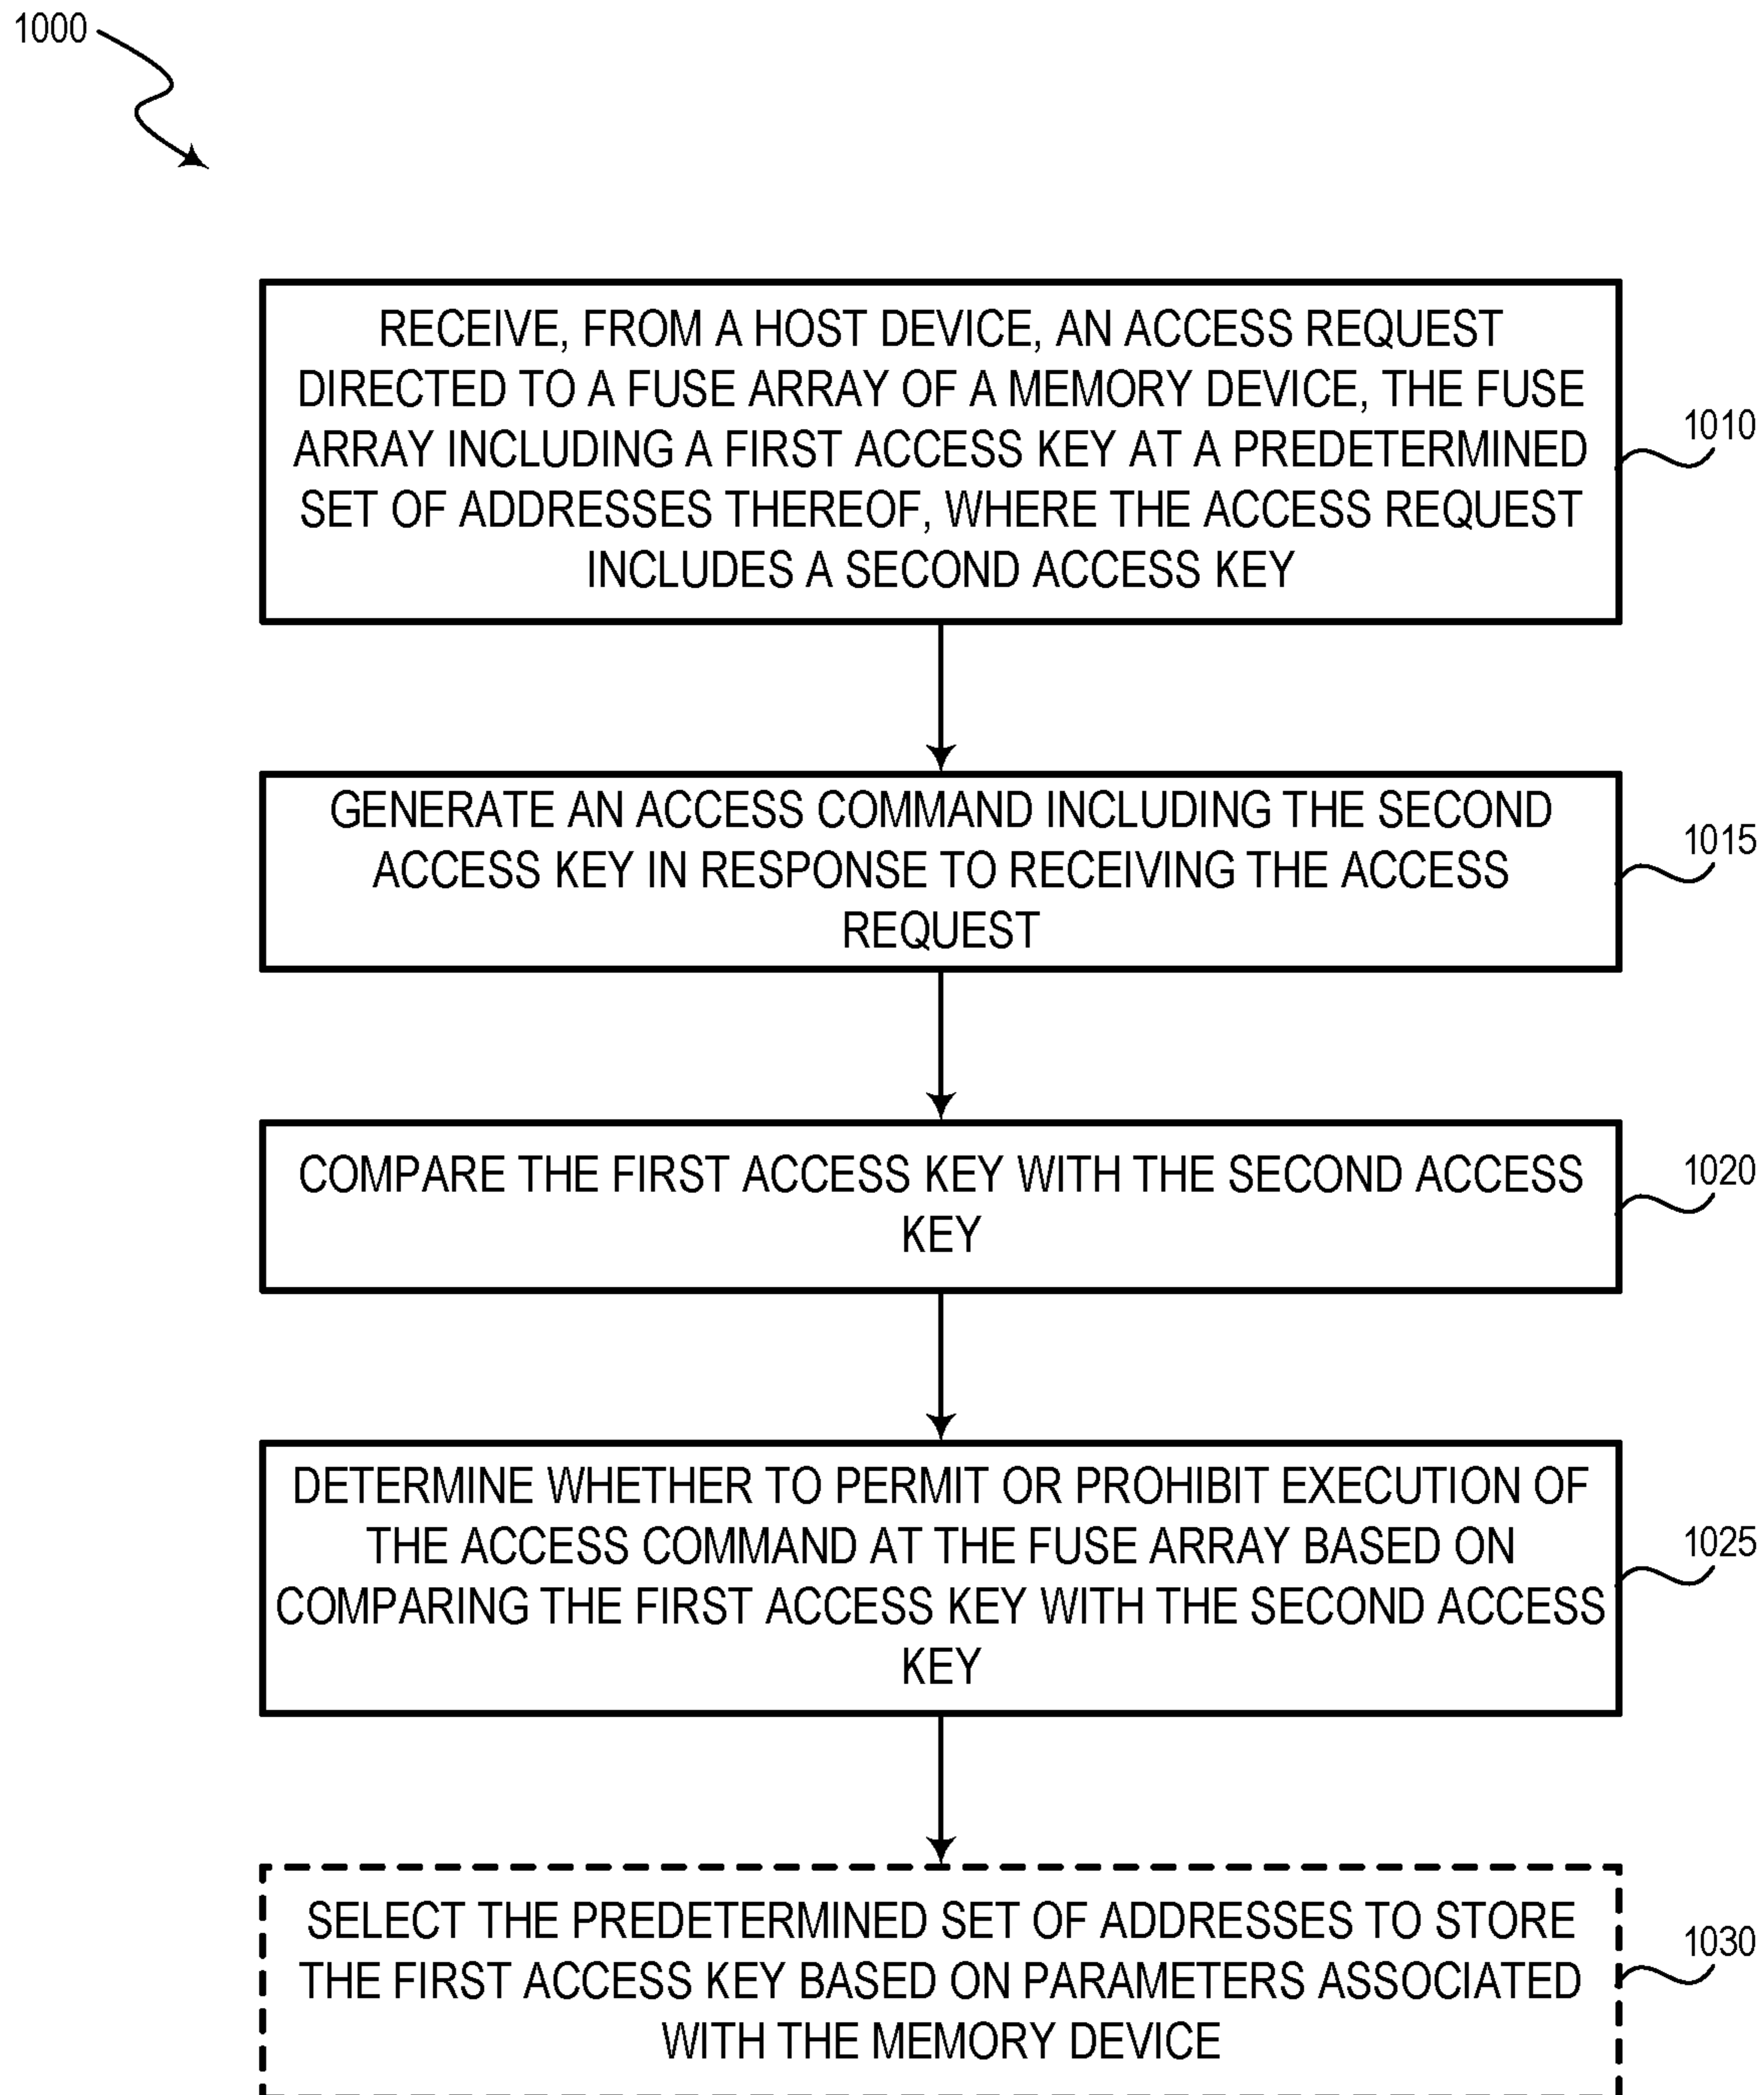 1000
RECEIVE, FROM A HOST DEVICE, AN ACCESS REQUEST
DIRECTED TO A FUSE ARRAY OF A MEMORY DEVICE, THE FUSE
ARRAY INCLUDING A FIRST ACCESS KEY AT A PREDETERMINED
SET OF ADDRESSES THEREOF, WHERE THE ACCESS REQUEST
INCLUDES A SECOND ACCESS KEY
1010
GENERATE AN ACCESS COMMAND INCLUDING THE SECOND
ACCESS KEY IN RESPONSE TO RECEIVING THE ACCESS
REQUEST
1015
COMPARE THE FIRST ACCESS KEY WITH THE SECOND ACCESS
KEY
1020
DETERMINE WHETHER TO PERMIT OR PROHIBIT EXECUTION OF
THE ACCESS COMMAND AT THE FUSE ARRAY BASED ON
COMPARING THE FIRST ACCESS KEY WITH THE SECOND ACCESS
KEY
1025
SELECT THE PREDETERMINED SET OF ADDRESSES TO STORE
THE FIRST ACCESS KEY BASED ON PARAMETERS ASSOCIATED
WITH THE MEMORY DEVICE
1030